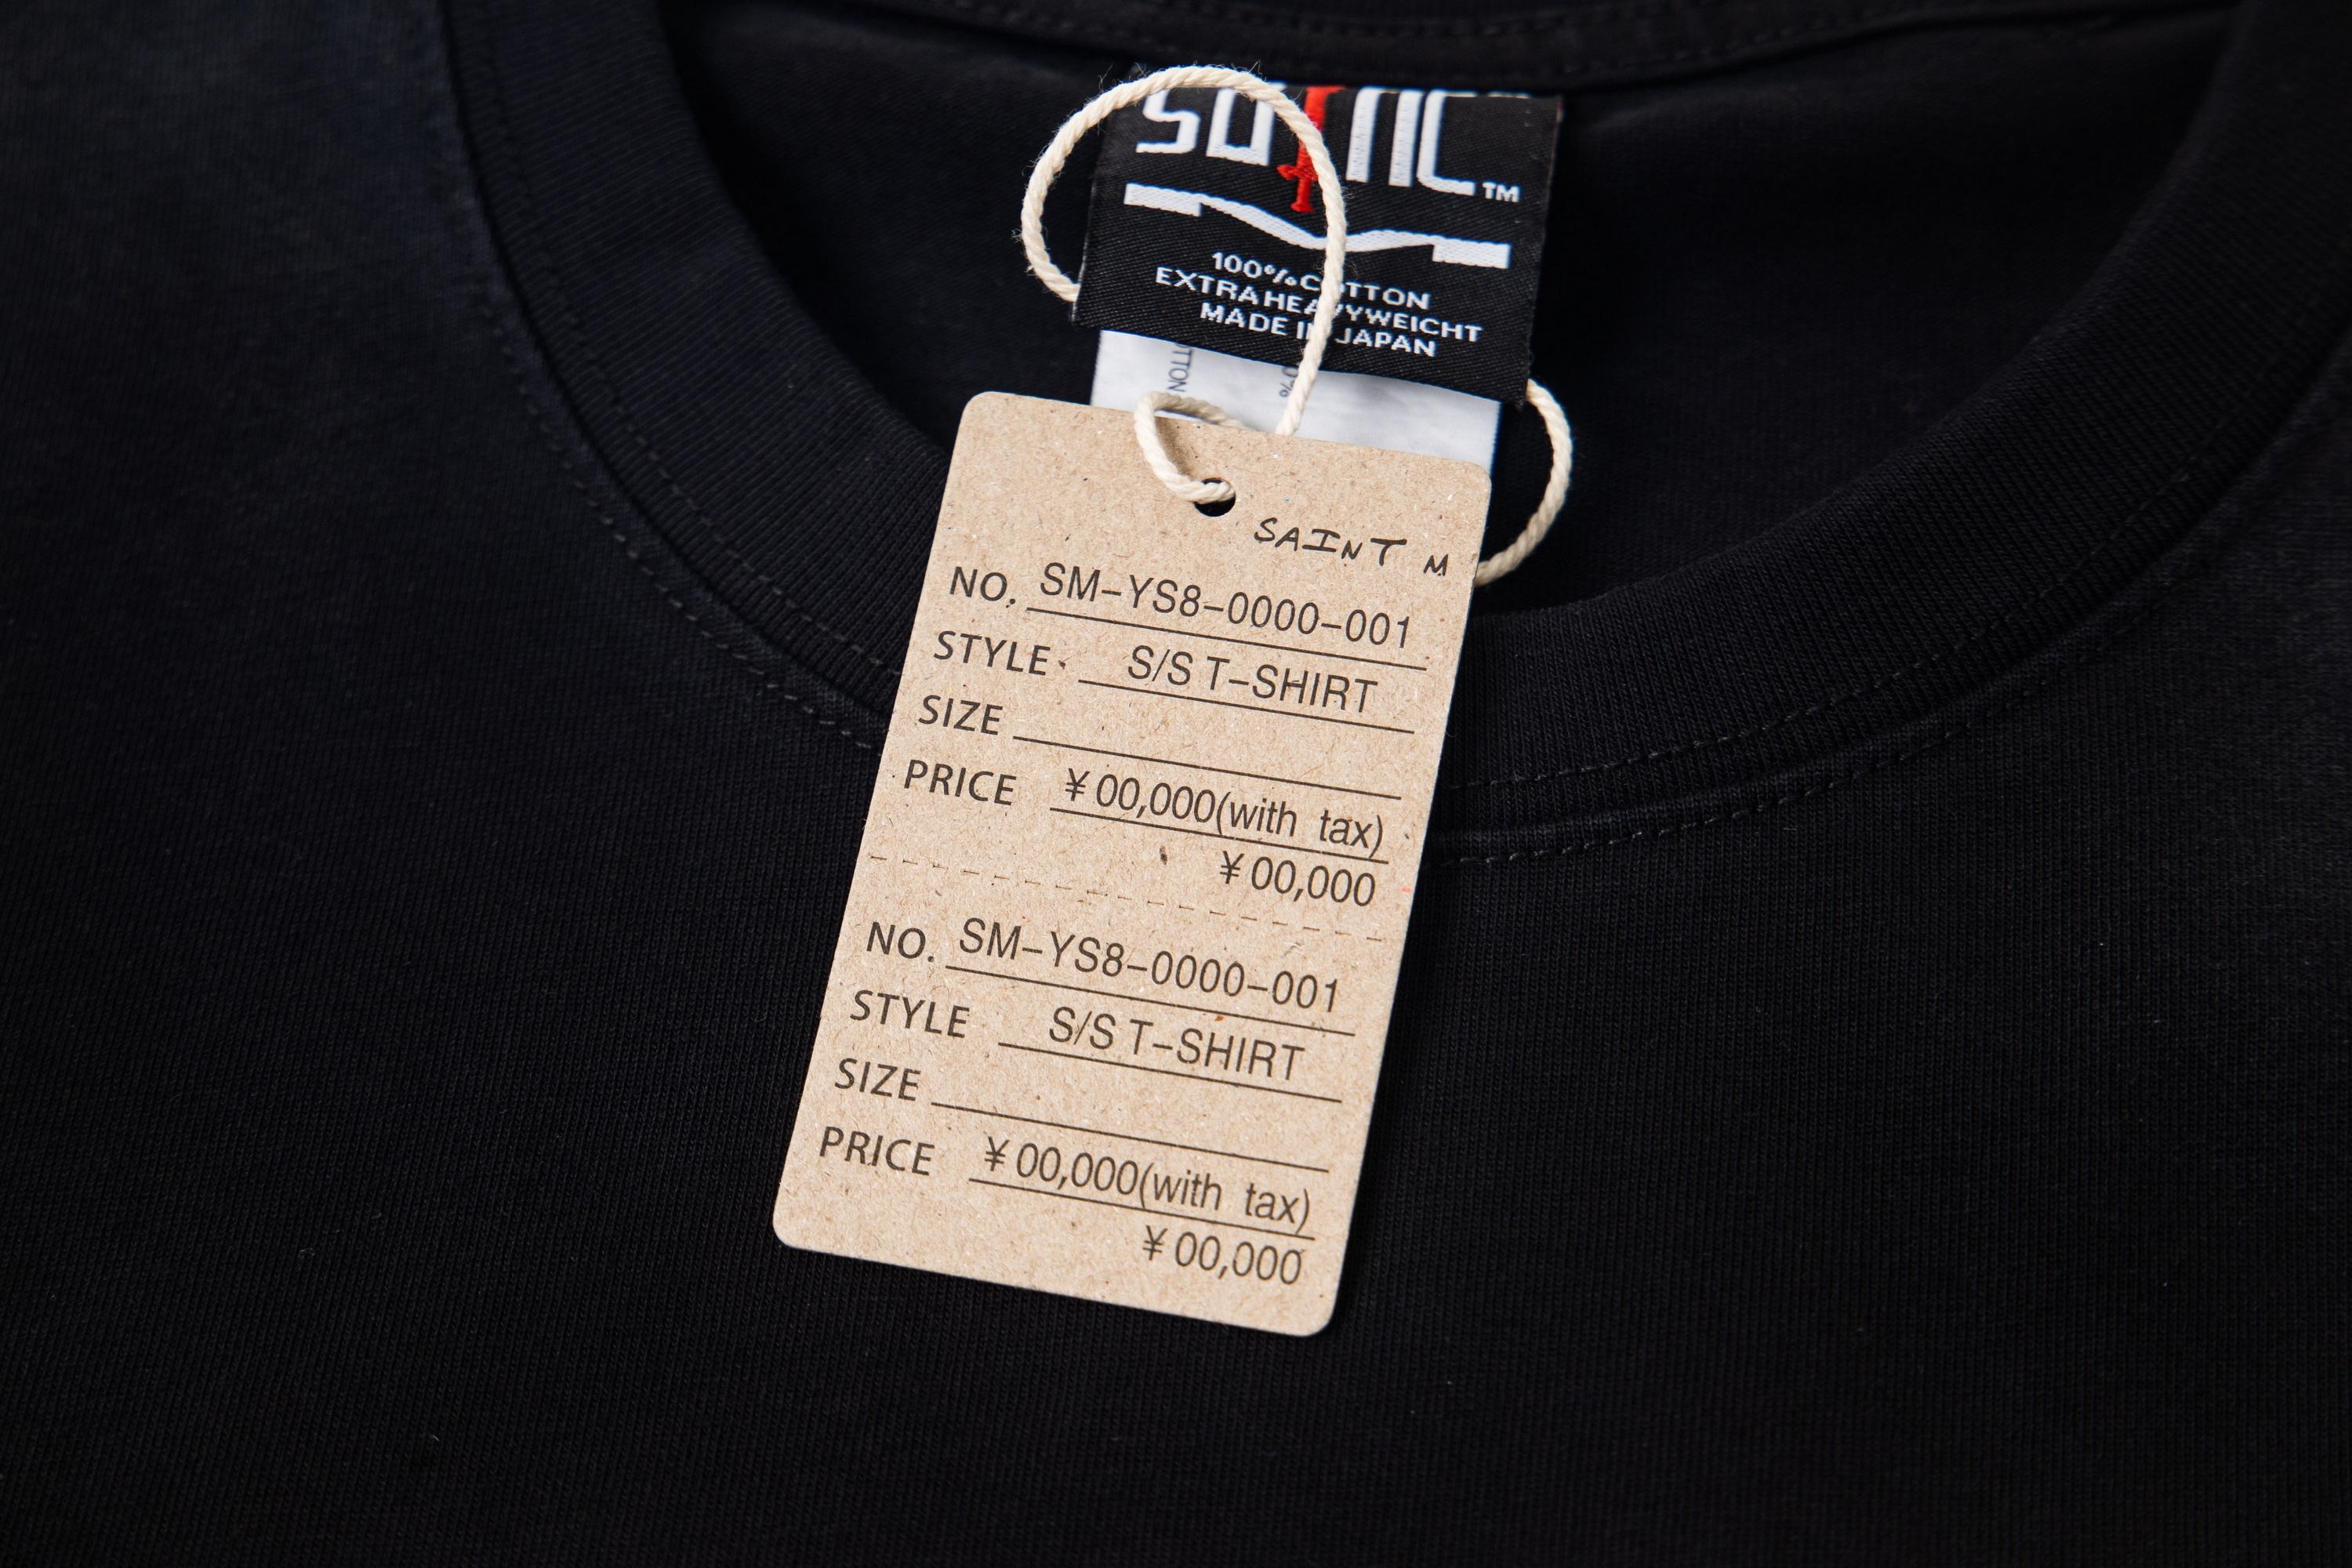 TM
100% COTTON
EXTRA HEAVYWEIGHT
MADE IN JAPAN
SAINT M
NO. SM-YS8-0000-001
STYLE S/S T-SHIRT
SIZE
PRICE ¥00,000(with tax)
¥00,000
NO. SM-YS8-0000-001
STYLE S/S T-SHIRT
SIZE
PRICE ¥00,000(with tax)
¥00,000